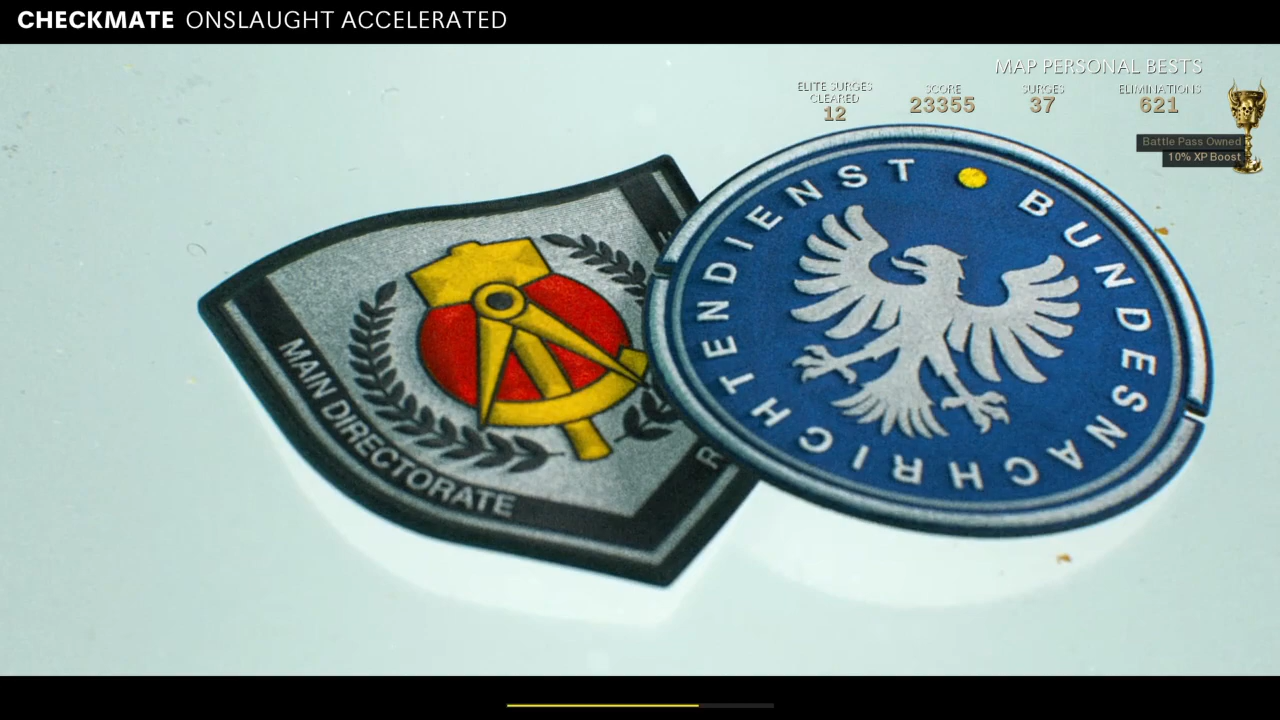 CHECKMATE ONSLAUGHT ACCELERATED
MAP PERSONAL BESTS
ELITE SURGES CLEARED
12
SCORE
23355
SURGES
37
ELIMINATIONS
621
Battle Pass Owned
10% XP Boost
MAIN DIRECTORATE
R
BUNDESNACHRICHTENDIENST